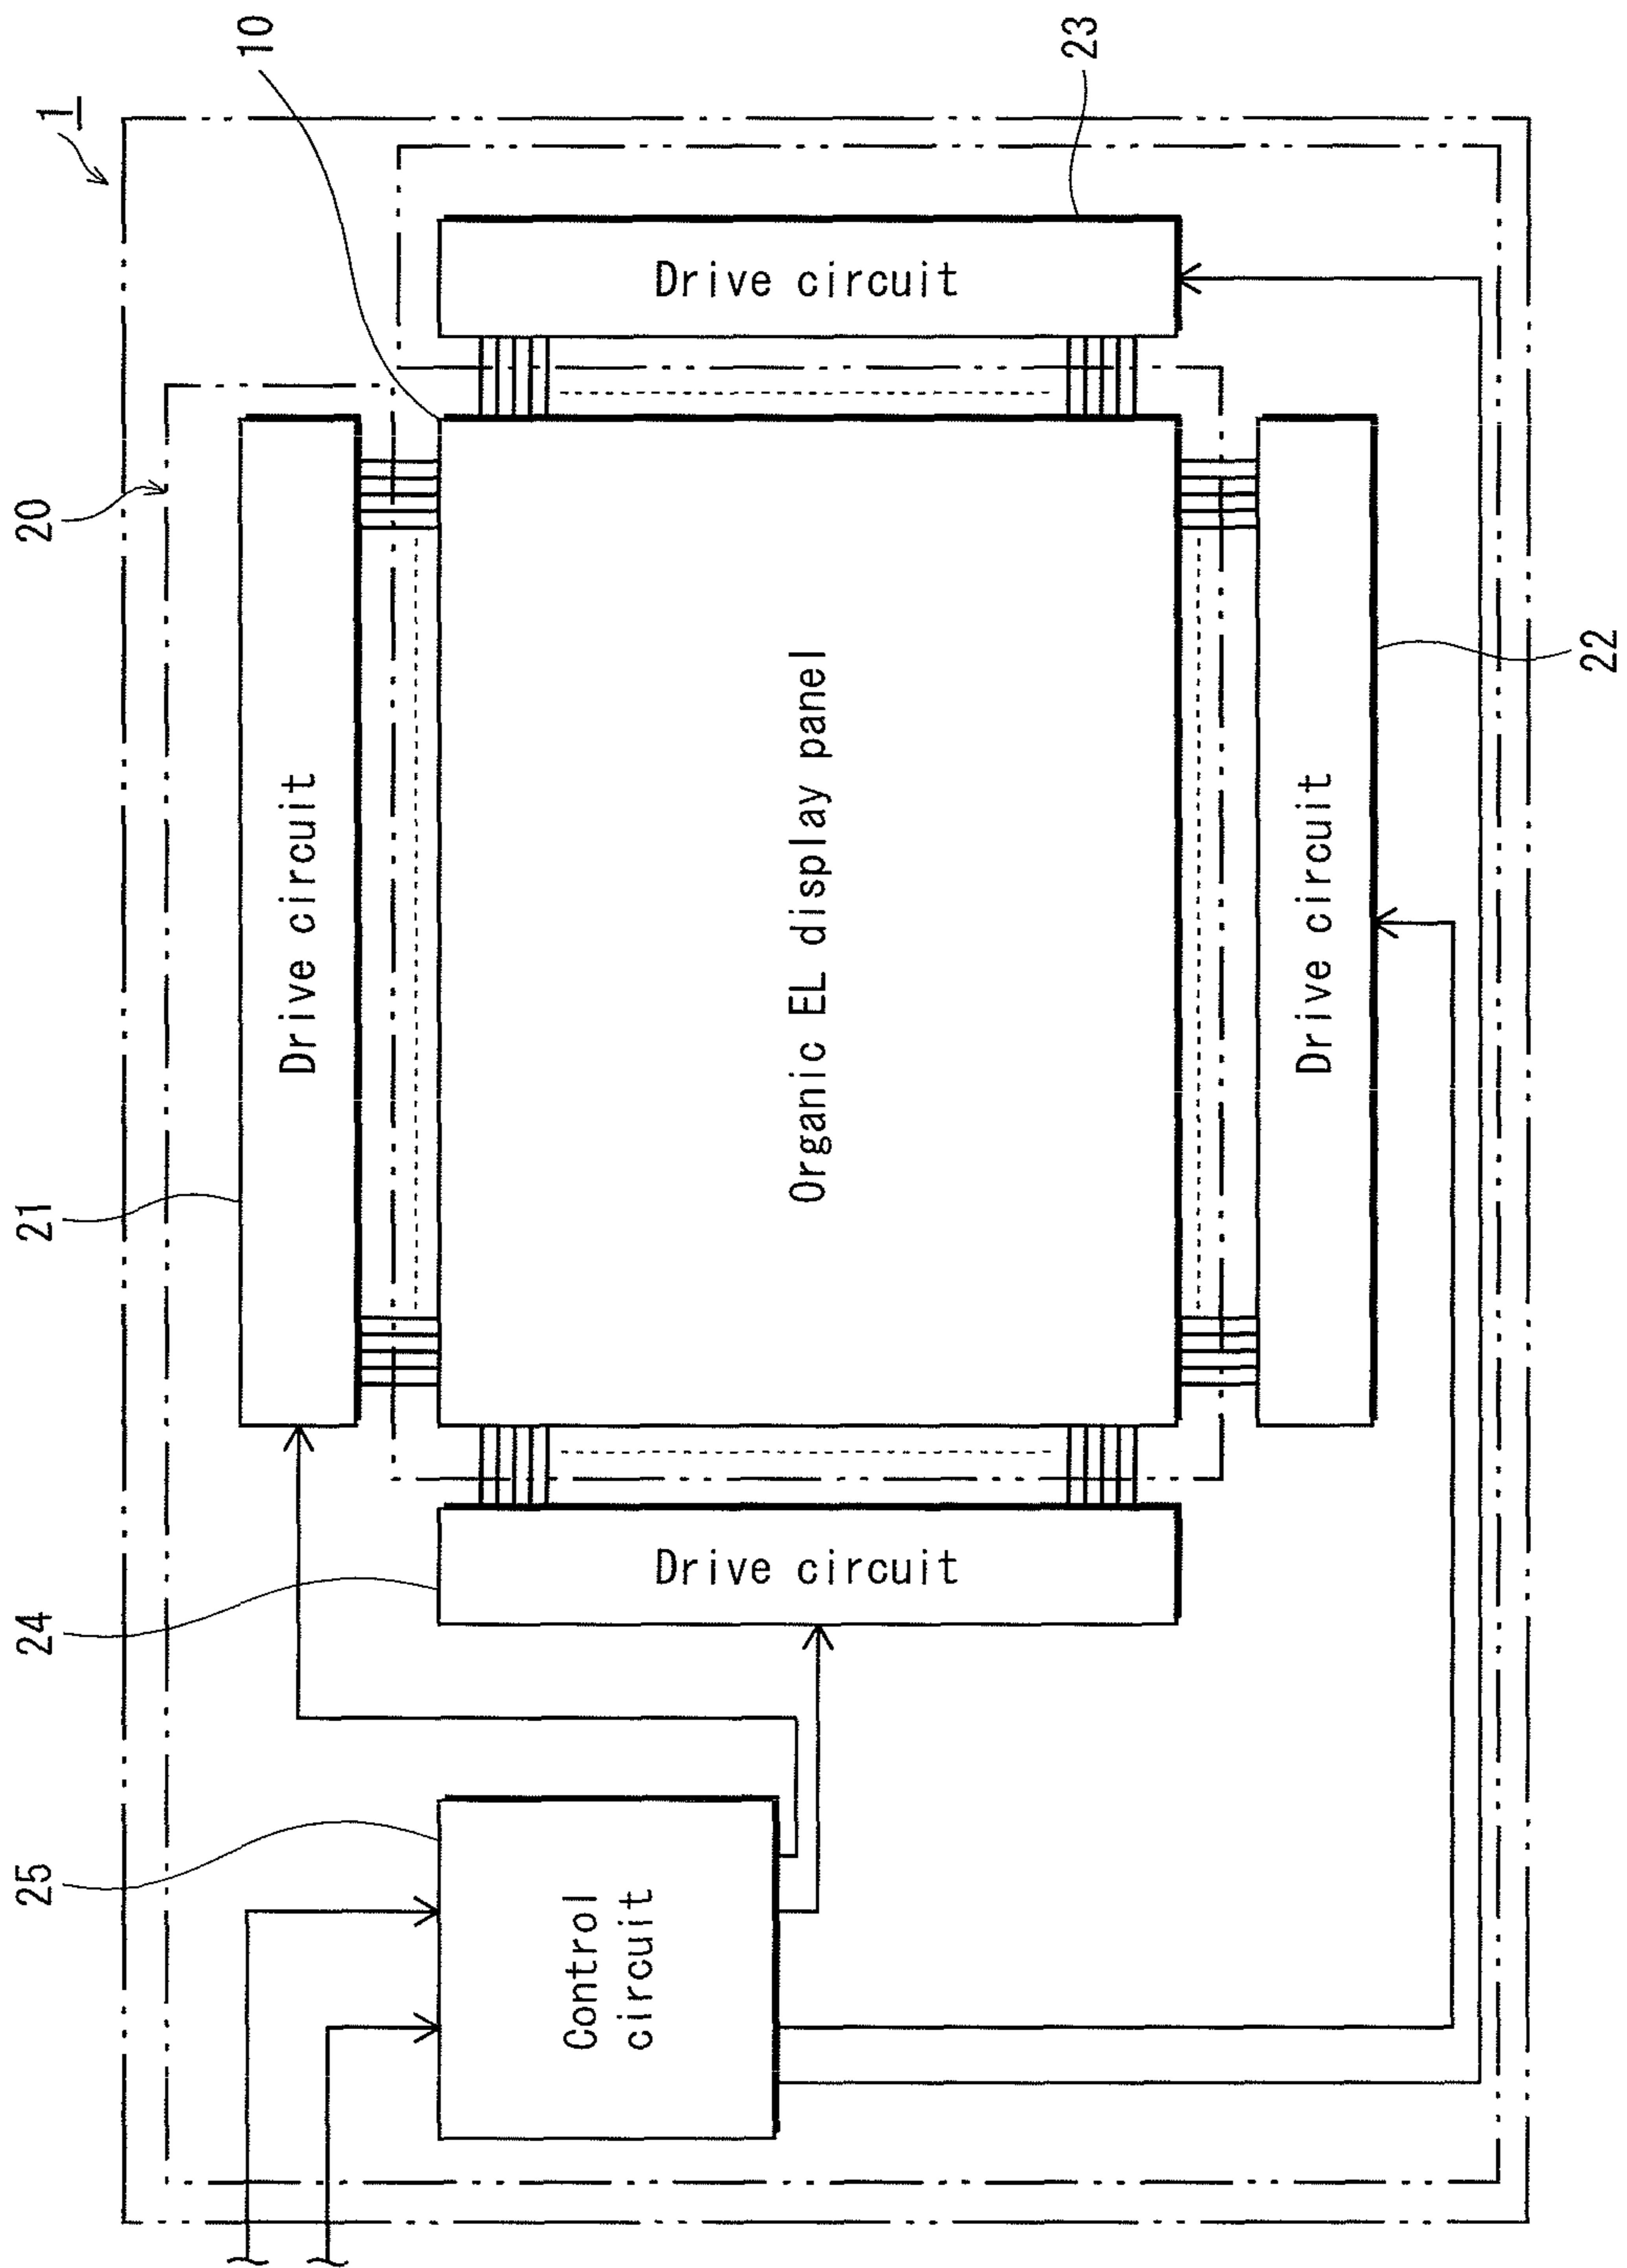 1
10
20
23
21
Drive circuit
Drive circuit
Organic EL display panel
24
Drive circuit
Drive circuit
22
25
Control
circuit